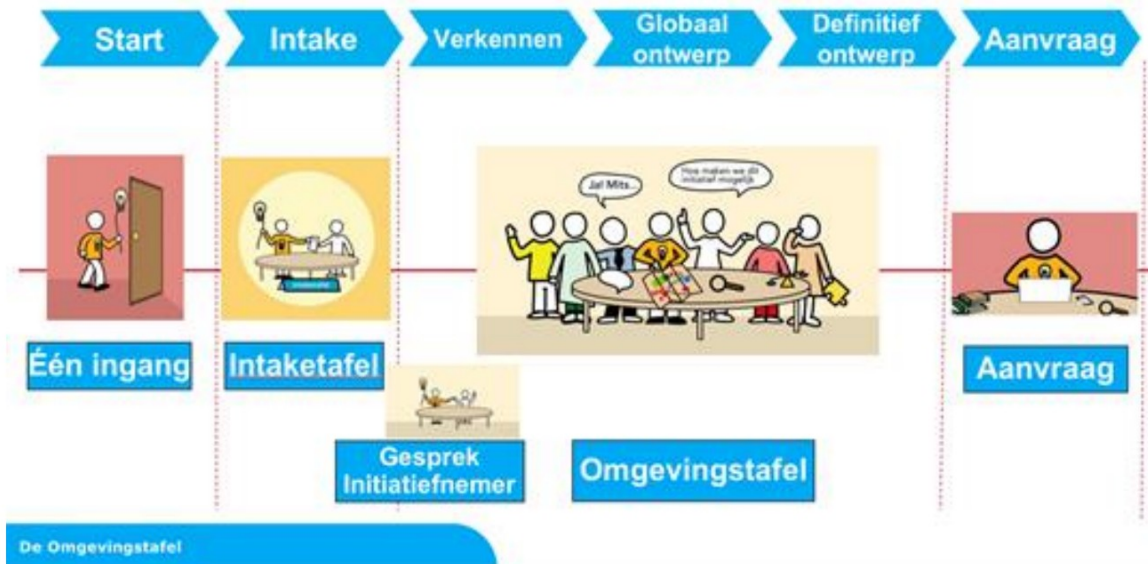 Start
Intake
Verkennen
Globaal
ontwerp
Definitief
ontwerp
Aanvraag
Ja! Mits...
Hoe maken we dit
initiatief mogelijk
Één ingang
Intaketafel
Aanvraag
Gesprek
Initiatiefnemer
Omgevingstafel
De Omgevingstafel